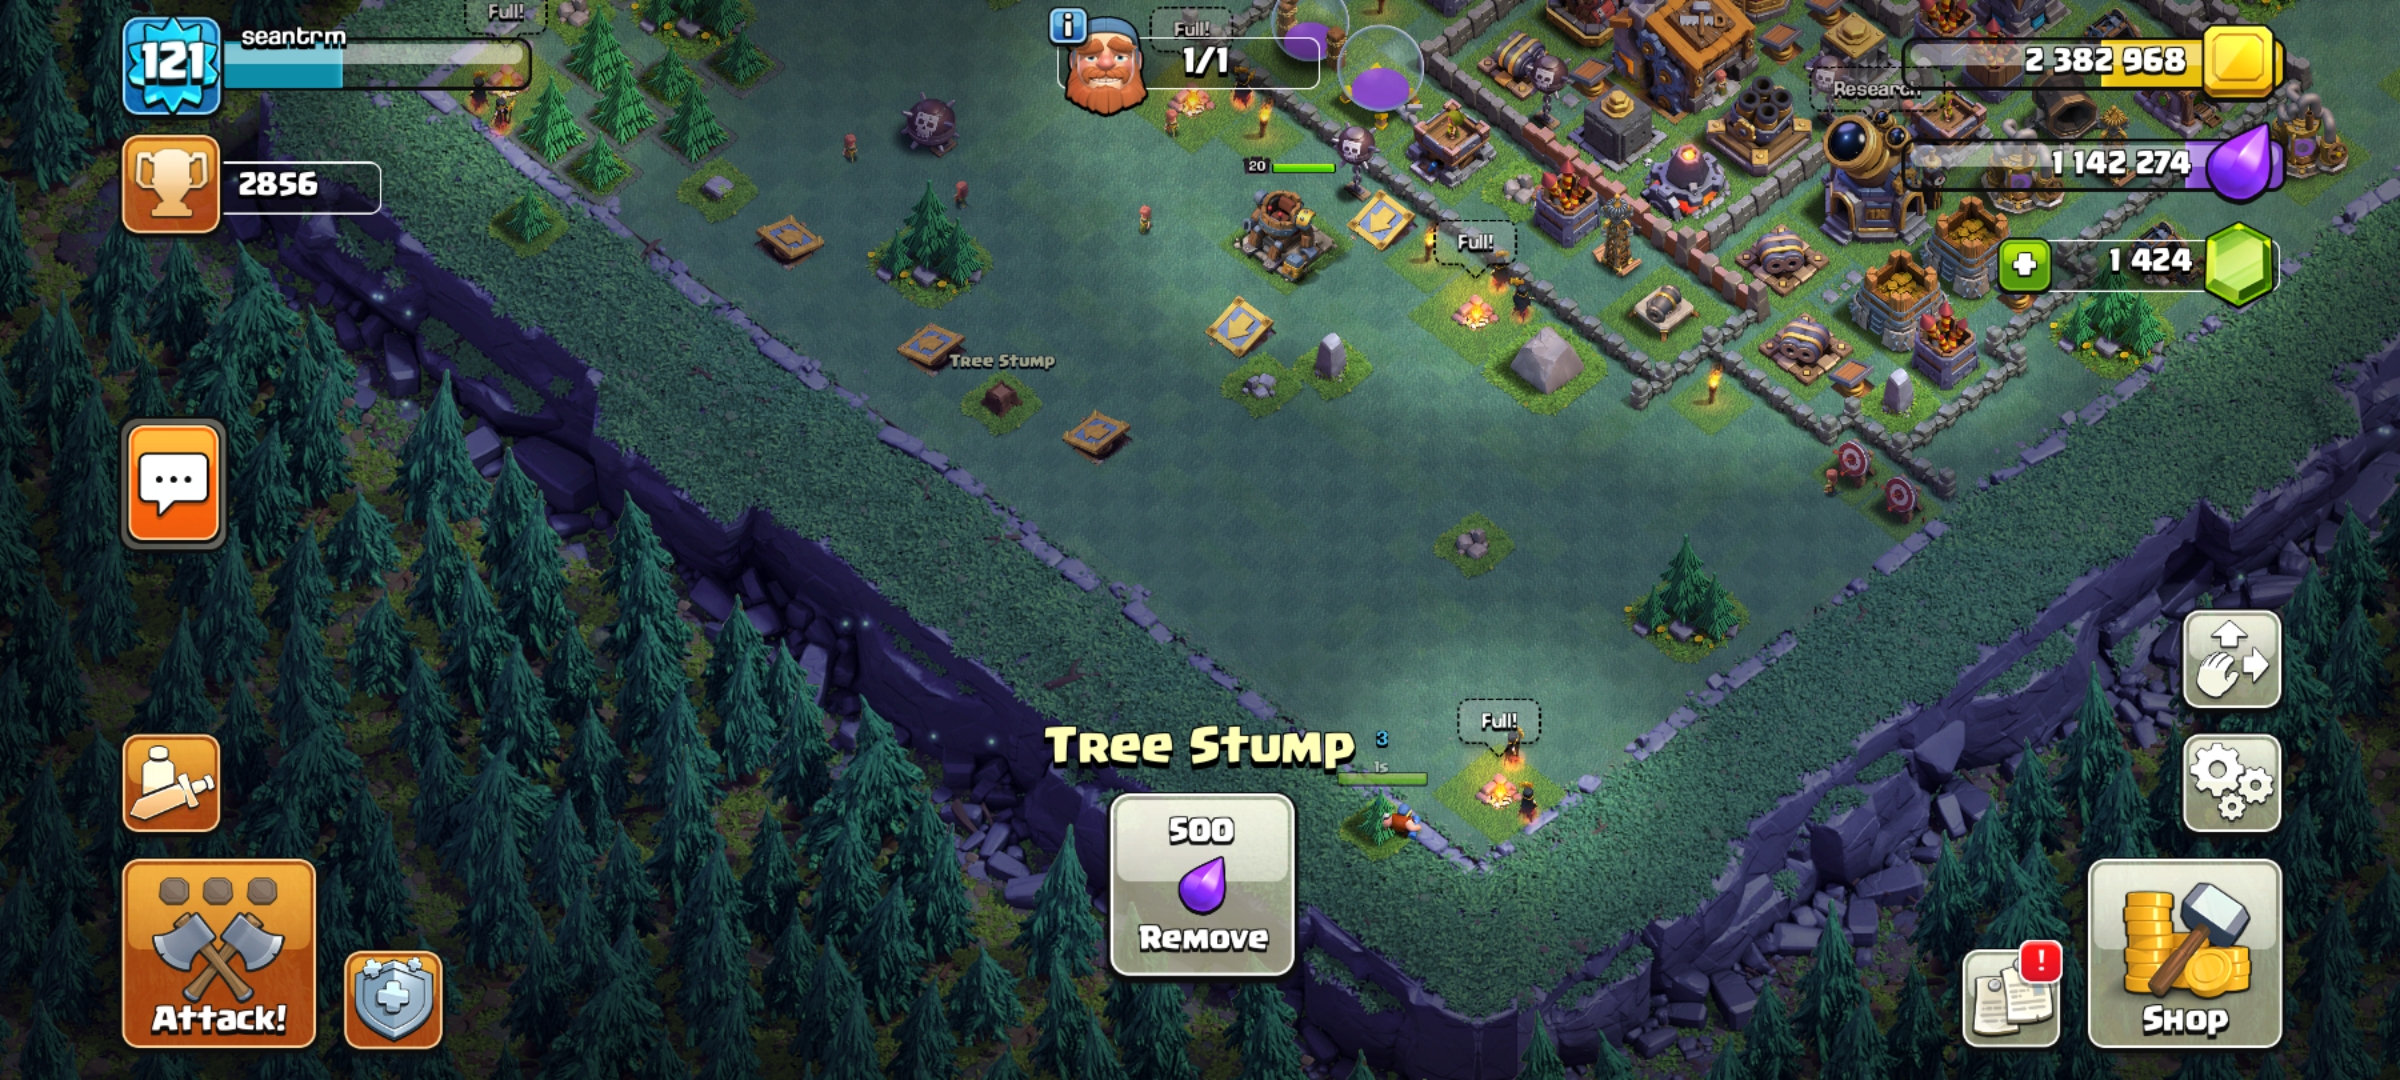 Full!
121
seantrm
i
Full!
1/1
2 382 968
Research
2856
20
1 142 274
Full!
1 424
Tree Stump
Full!
Tree Stump
3
1s
500
Remove
Attack!
!
Shop